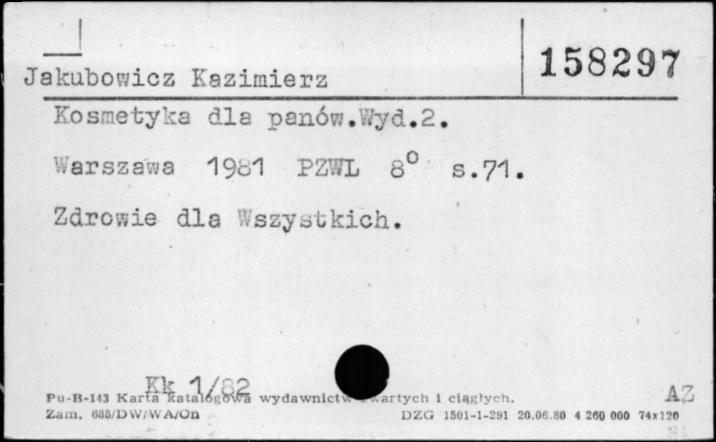 158297
Jakubowicz Kazimierz
Kosmetyka dla panów.Wyd.2.
Warszawa 1981 PZWL 8° s.71.
Zdrowie dla Wszystkich.
Kk 1/82
Pu-B-143 Karta katalogowa wydawnictw zwartych i ciągłych. AZ
Zam. 685/DW/WA/On DZG 1501-1-291 20.06.80 4 260 000 74x120